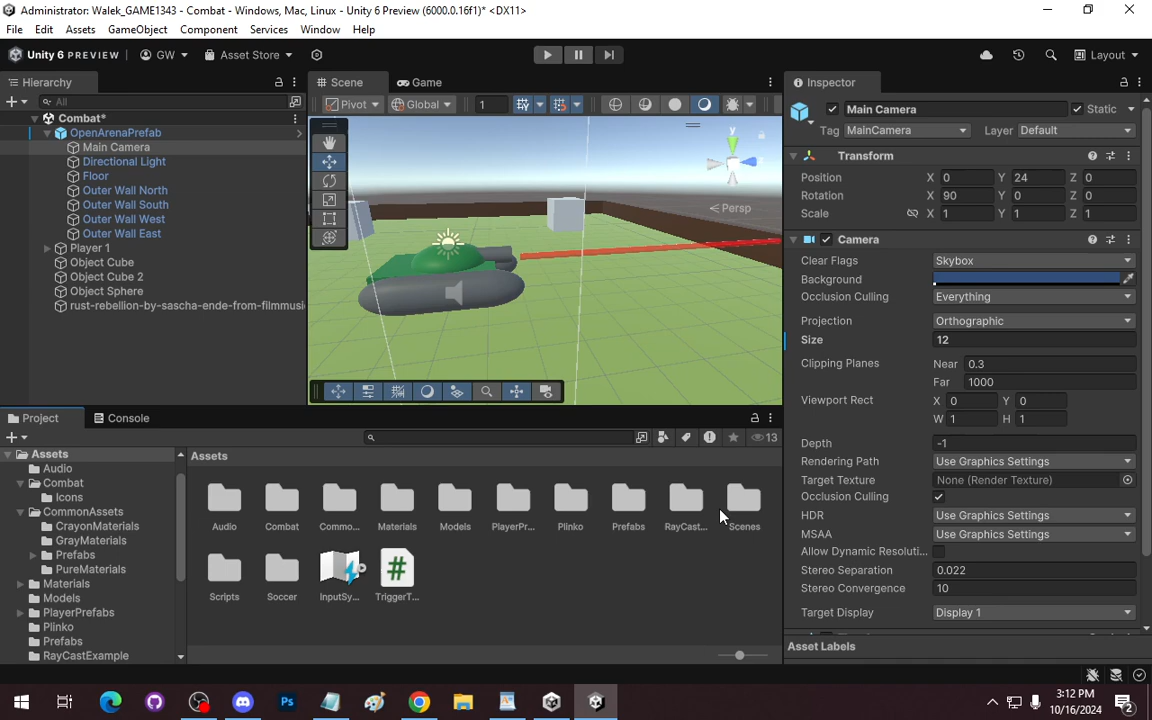 Administrator: Walek_GAME1343 - Combat - Windows, Mac, Linux - Unity 6 Preview (6000.0.16f1)* <DX11>
File Edit Assets GameObject Component Services Window Help
Unity 6 PREVIEW GW Asset Store Layout
Hierarchy
All
Combat*
OpenArenaPrefab
Main Camera
Directional Light
Floor
Outer Wall North
Outer Wall South
Outer Wall West
Outer Wall East
Player 1
Object Cube
Object Cube 2
Object Sphere
rust-rebellion-by-sascha-ende-from-filmmusi
Scene Game
Pivot Global 1
y
Persp
Inspector
Main Camera Static
Tag MainCamera Layer Default
Transform
Position X 0 Y 24 Z 0
Rotation X 90 Y 0 Z 0
Scale X 1 Y 1 Z 1
Camera
Clear Flags Skybox
Background
Occlusion Culling Everything
Projection Orthographic
Size 12
Clipping Planes Near 0.3
Far 1000
Viewport Rect X 0 Y 0
W 1 H 1
Depth -1
Rendering Path Use Graphics Settings
Target Texture None (Render Texture)
Occlusion Culling
HDR Use Graphics Settings
MSAA Use Graphics Settings
Allow Dynamic Resoluti...
Stereo Separation 0.022
Stereo Convergence 10
Target Display Display 1
Asset Labels
Project Console
13
Assets
Audio
Combat
Icons
CommonAssets
CrayonMaterials
GrayMaterials
Prefabs
PureMaterials
Materials
Models
PlayerPrefabs
Plinko
Prefabs
RayCastExample
Assets
Audio Combat Commo... Materials Models PlayerPr... Plinko Prefabs RayCast... Scenes
Scripts Soccer InputSy... TriggerT...
3:12 PM
10/16/2024
2